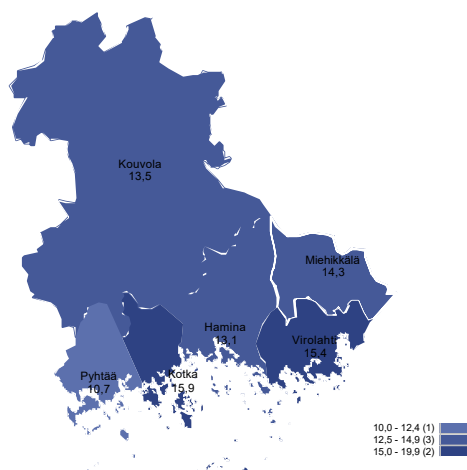 Kouvola
13,5
Miehikkälä
14,3
Hamina
13,1
Virolahti
15,4
Pyhtää
10,7
Kotka
15,9
10,0 - 12,4 (1)
12,5 - 14,9 (3)
15,0 - 19,9 (2)